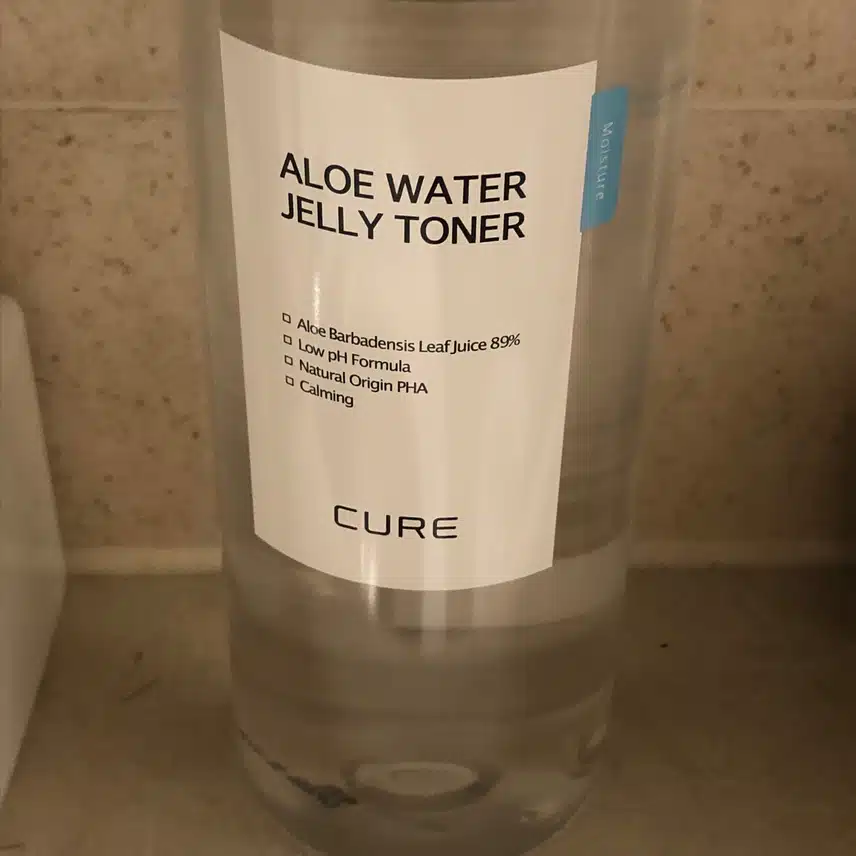 ALOE WATER
JELLY TONER
Moisture
□ Aloe Barbadensis Leaf Juice 89%
□ Low pH Formula
□ Natural Origin PHA
□ Calming
CURE